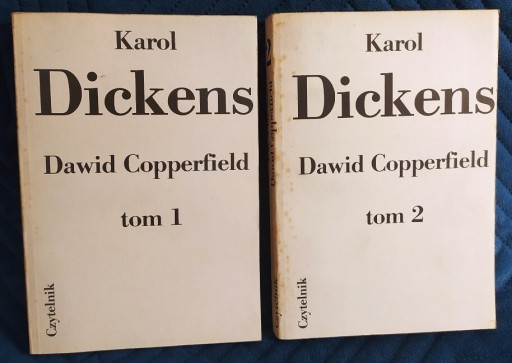 Karol
Dickens
Dawid Copperfield
tom 1
Czytelnik
Karol
Dickens
Dawid Copperfield
tom 2
Czytelnik